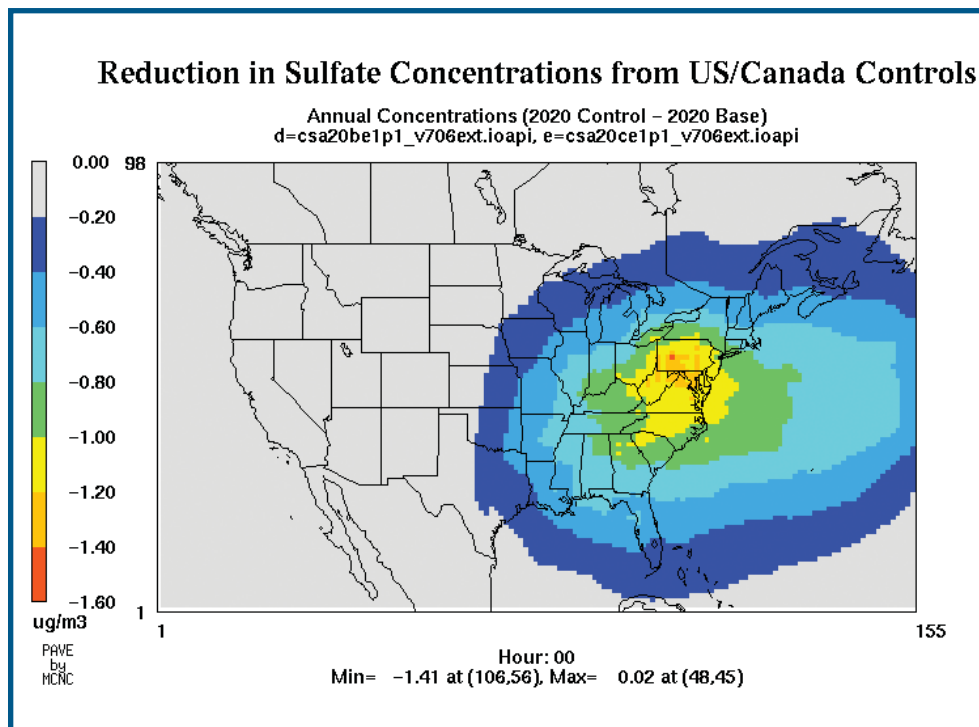 Reduction in Sulfate Concentrations from US/Canada Controls
Annual Concentrations (2020 Control - 2020 Base)
d=csa20be1p1_v706ext.ioapi, e=csa20ce1p1_v706ext.ioapi
0.00
-0.20
-0.40
-0.60
-0.80
-1.00
-1.20
-1.40
-1.60
ug/m3
PAVE
by
MCNC
98
1
1
155
Hour: 00
Min= -1.41 at (106,56), Max= 0.02 at (48,45)